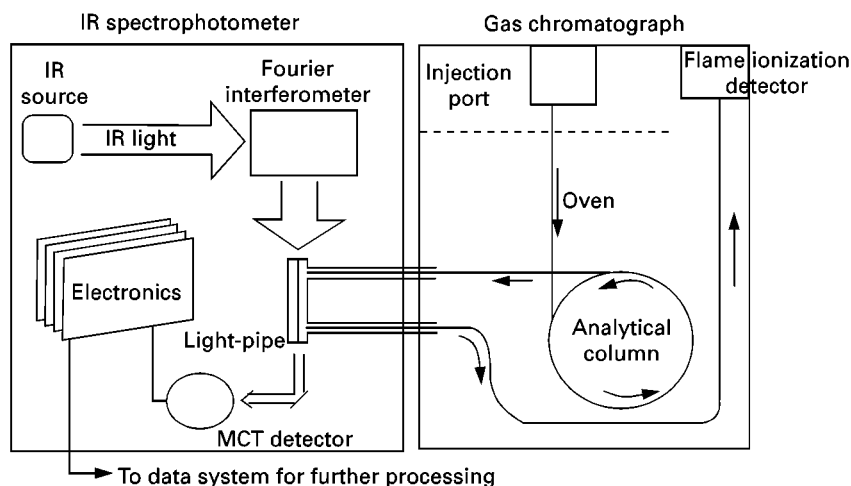 IR spectrophotometer
Gas chromatograph
IR
source
Fourier
interferometer
IR light
Injection
port
Flame ionization
detector
Oven
Electronics
Analytical
column
Light-pipe
MCT detector
To data system for further processing